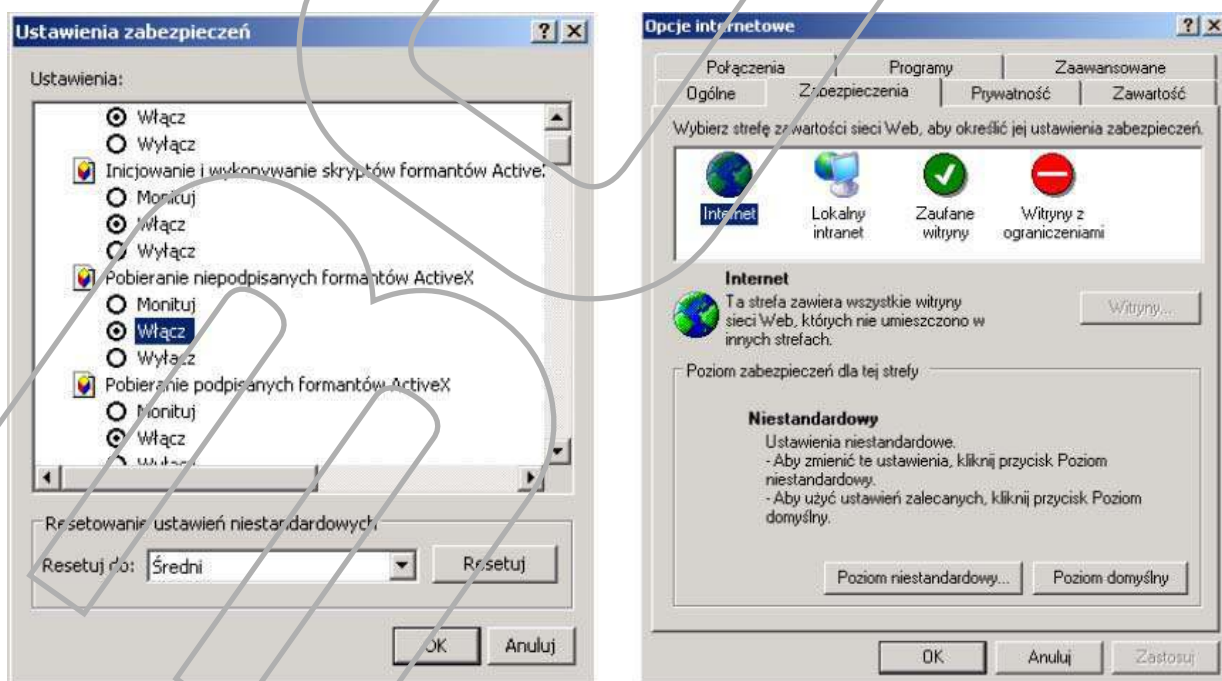 Ustawienia zabezpieczeń
Ustawienia:
Włącz
Wyłącz
Inicjowanie i wykonywanie skryptów formantów Active
Monituj
Włącz
Wyłącz
Pobieranie niepodpisanych formantów ActiveX
Monituj
Włącz
Wyłącz
Pobieranie podpisanych formantów ActiveX
Monituj
Włącz
Resetowanie ustawień niestandardowych
Resetuj do:
Średni
Resetuj
OK
Anuluj
Opcje internetowe
Połączenia
Programy
Zaawansowane
Ogólne
Zabezpieczenia
Prywatność
Zawartość
Wybierz strefę zawartości sieci Web, aby określić jej ustawienia zabezpieczeń.
Internet
Lokalny
intranet
Zaufane
witryny
Witryny z
ograniczeniami
Internet
Ta strefa zawiera wszystkie witryny
sieci Web, których nie umieszczono w
innych strefach.
Witryny...
Poziom zabezpieczeń dla tej strefy
Niestandardowy
Ustawienia niestandardowe.
- Aby zmienić te ustawienia, kliknij przycisk Poziom
niestandardowy.
- Aby użyć ustawień zalecanych, kliknij przycisk Poziom
domyślny.
Poziom niestandardowy...
Poziom domyślny
OK
Anuluj
Zastosuj